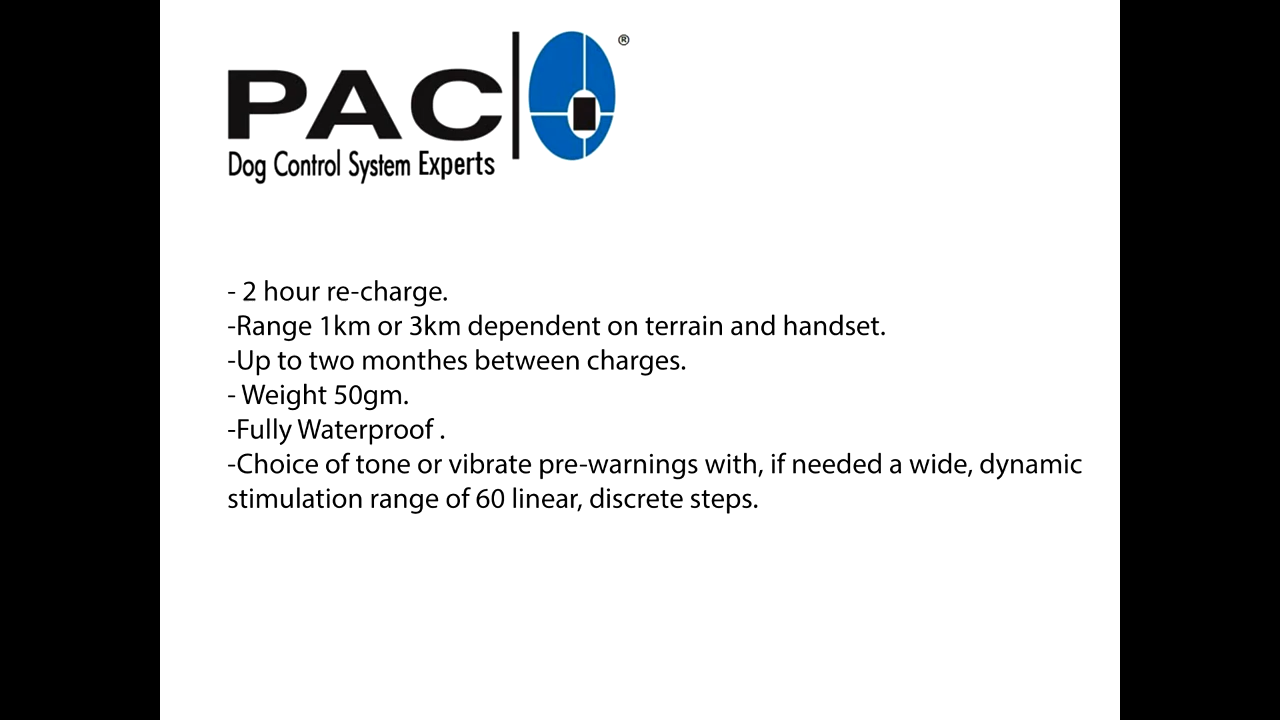 PAC ®
Dog Control System Experts
- 2 hour re-charge.
-Range 1km or 3km dependent on terrain and handset.
-Up to two monthes between charges.
- Weight 50gm.
-Fully Waterproof .
-Choice of tone or vibrate pre-warnings with, if needed a wide, dynamic
stimulation range of 60 linear, discrete steps.